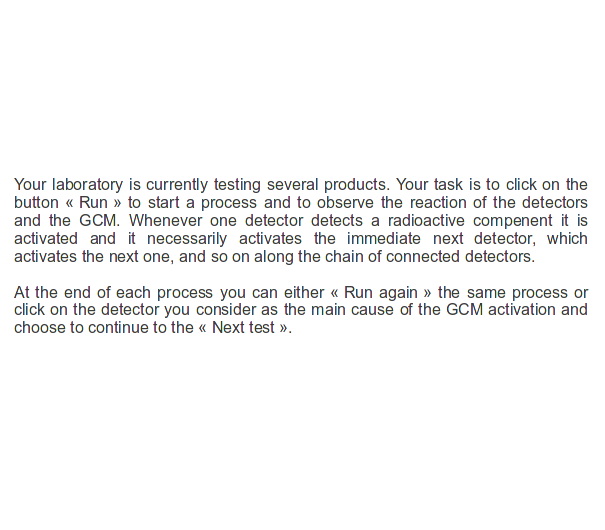 Your laboratory is currently testing several products. Your task is to click on the
button « Run » to start a process and to observe the reaction of the detectors
and the GCM. Whenever one detector detects a radioactive compenent it is
activated and it necessarily activates the immediate next detector, which
activates the next one, and so on along the chain of connected detectors.
At the end of each process you can either « Run again » the same process or
click on the detector you consider as the main cause of the GCM activation and
choose to continue to the « Next test ».